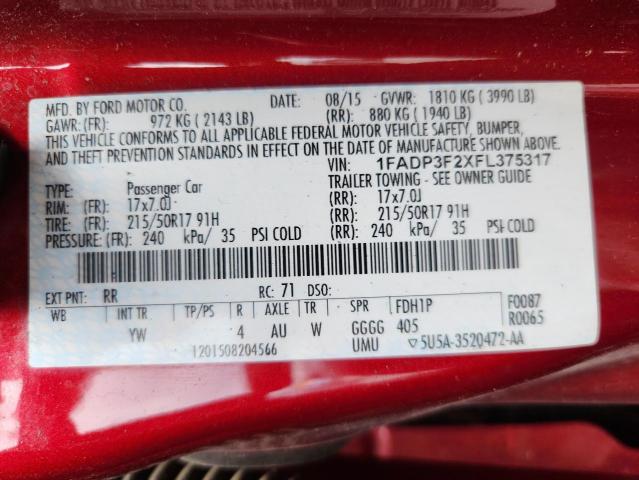 MFD. BY FORD MOTOR CO. DATE: 08/15 GVWR: 1810 KG ( 3990 LB)
GAWR: (FR): 972 KG ( 2143 LB) (RR): 880 KG ( 1940 LB)
THIS VEHICLE CONFORMS TO ALL APPLICABLE FEDERAL MOTOR VEHICLE SAFETY, BUMPER,
AND THEFT PREVENTION STANDARDS IN EFFECT ON THE DATE OF MANUFACTURE SHOWN ABOVE.
VIN: 1FADP3F2XFL375317
TYPE: Passenger Car TRAILER TOWING - SEE OWNER GUIDE
RIM: (FR): 17x7.0J (RR): 17x7.0J
TIRE: (FR): 215/50R17 91H (RR): 215/50R17 91H
PRESSURE: (FR): 240 kPa/ 35 PSI COLD (RR): 240 kPa/ 35 PSI COLD
EXT PNT: RR RC: 71 DSO:
WB INT TR TP/PS R AXLE TR SPR FDH1P F0087
YW 4 AU W GGGG 405 R0065
1201508204566 UMU ▽5U5A-3520472-AA